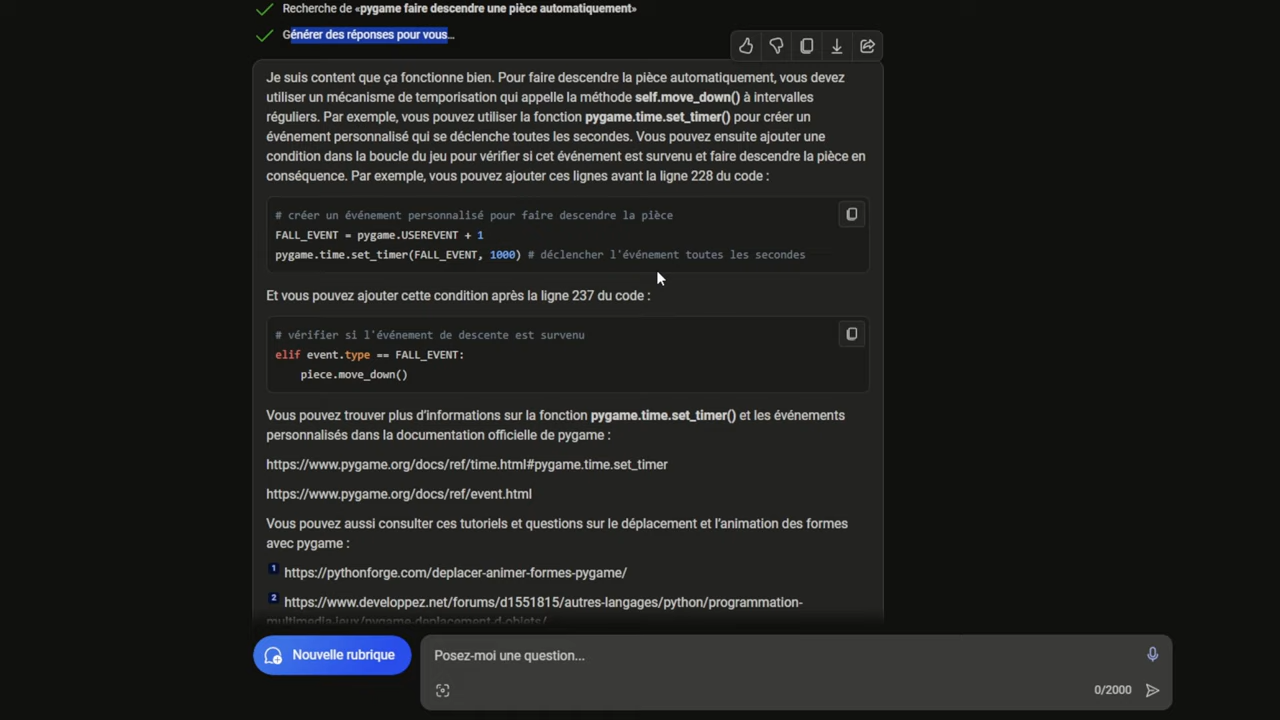 Recherche de «pygame faire descendre une pièce automatiquement»
Générer des réponses pour vous…
Je suis content que ça fonctionne bien. Pour faire descendre la pièce automatiquement, vous devez
utiliser un mécanisme de temporisation qui appelle la méthode self.move_down() à intervalles
réguliers. Par exemple, vous pouvez utiliser la fonction pygame.time.set_timer() pour créer un
événement personnalisé qui se déclenche toutes les secondes. Vous pouvez ensuite ajouter une
condition dans la boucle du jeu pour vérifier si cet événement est survenu et faire descendre la pièce en
conséquence. Par exemple, vous pouvez ajouter ces lignes avant la ligne 228 du code :
# créer un événement personnalisé pour faire descendre la pièce
FALL_EVENT = pygame.USEREVENT + 1
pygame.time.set_timer(FALL_EVENT, 1000) # déclencher l'événement toutes les secondes
Et vous pouvez ajouter cette condition après la ligne 237 du code :
# vérifier si l'événement de descente est survenu
elif event.type == FALL_EVENT:
    piece.move_down()
Vous pouvez trouver plus d'informations sur la fonction pygame.time.set_timer() et les événements
personnalisés dans la documentation officielle de pygame :
https://www.pygame.org/docs/ref/time.html#pygame.time.set_timer
https://www.pygame.org/docs/ref/event.html
Vous pouvez aussi consulter ces tutoriels et questions sur le déplacement et l'animation des formes
avec pygame :
1 https://pythonforge.com/deplacer-animer-formes-pygame/
2 https://www.developpez.net/forums/d1551815/autres-langages/python/programmation-
multimedia-jeux/pygame-deplacement-d-objets/
Nouvelle rubrique
Posez-moi une question...
0/2000